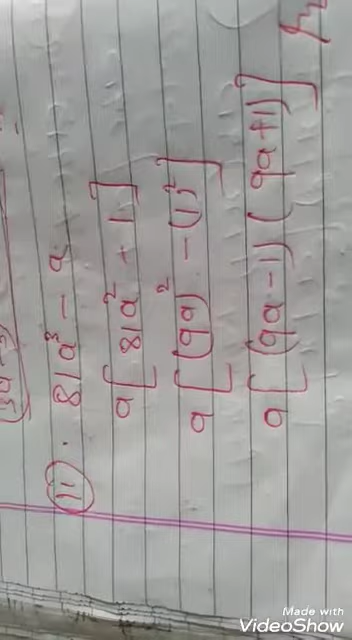 11. 81a³ - a
a[81a² - 1]
a[(9a)² - (1)²]
a[(9a-1)(9a+1)]
Made with
VideoShow